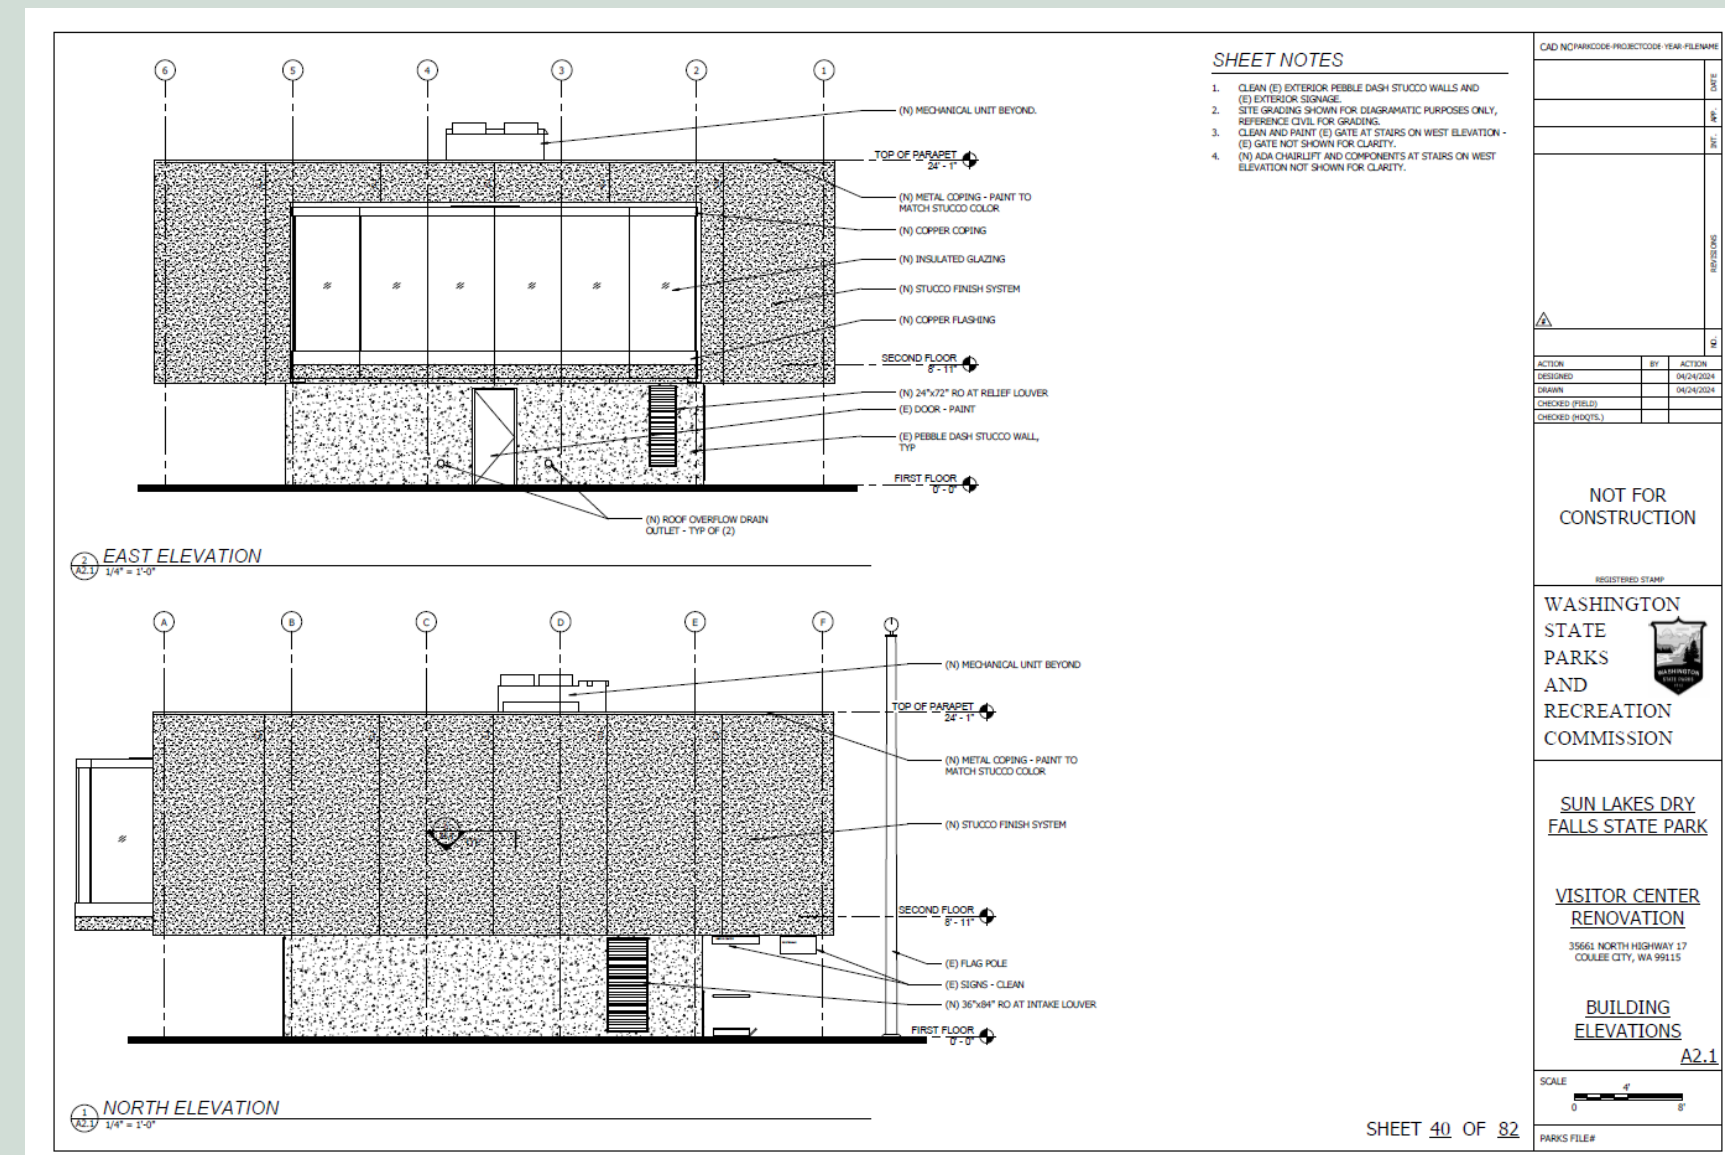 6
5
4
3
2
1
(N) MECHANICAL UNIT BEYOND.
TOP OF PARAPET
24' - 1"
(N) METAL COPING - PAINT TO
MATCH STUCCO COLOR
(N) COPPER COPING
(N) INSULATED GLAZING
(N) STUCCO FINISH SYSTEM
(N) COPPER FLASHING
SECOND FLOOR
8' - 11"
(N) 24"x72" RO AT RELIEF LOUVER
(E) DOOR - PAINT
(E) PEBBLE DASH STUCCO WALL,
TYP
FIRST FLOOR
0' - 0"
(N) ROOF OVERFLOW DRAIN
OUTLET - TYP OF (2)
2
A2.1
EAST ELEVATION
1/4" = 1'-0"
A
B
C
D
E
F
(N) MECHANICAL UNIT BEYOND
TOP OF PARAPET
24' - 1"
(N) METAL COPING - PAINT TO
MATCH STUCCO COLOR
(N) STUCCO FINISH SYSTEM
SECOND FLOOR
8' - 11"
(E) FLAG POLE
(E) SIGNS - CLEAN
(N) 36"x84" RO AT INTAKE LOUVER
FIRST FLOOR
0' - 0"
1
A2.1
NORTH ELEVATION
1/4" = 1'-0"
SHEET NOTES
1. CLEAN (E) EXTERIOR PEBBLE DASH STUCCO WALLS AND
(E) EXTERIOR SIGNAGE.
2. SITE GRADING SHOWN FOR DIAGRAMATIC PURPOSES ONLY,
REFERENCE CIVIL FOR GRADING.
3. CLEAN AND PAINT (E) GATE AT STAIRS ON WEST ELEVATION -
(E) GATE NOT SHOWN FOR CLARITY.
4. (N) ADA CHAIRLIFT AND COMPONENTS AT STAIRS ON WEST
ELEVATION NOT SHOWN FOR CLARITY.
SHEET 40 OF 82
CAD NO PARKCODE-PROJECTCODE-YEAR-FILENAME
DATE
APP.
INT.
REVISIONS
NO.
ACTION BY ACTION
DESIGNED 04/24/2024
DRAWN 04/24/2024
CHECKED (FIELD)
CHECKED (HDQTS.)
NOT FOR
CONSTRUCTION
REGISTERED STAMP
WASHINGTON
STATE
PARKS
AND
RECREATION
COMMISSION
WASHINGTON
STATE PARKS
SUN LAKES DRY
FALLS STATE PARK
VISITOR CENTER
RENOVATION
35661 NORTH HIGHWAY 17
COULEE CITY, WA 99115
BUILDING
ELEVATIONS
A2.1
SCALE
4'
0 8'
PARKS FILE#